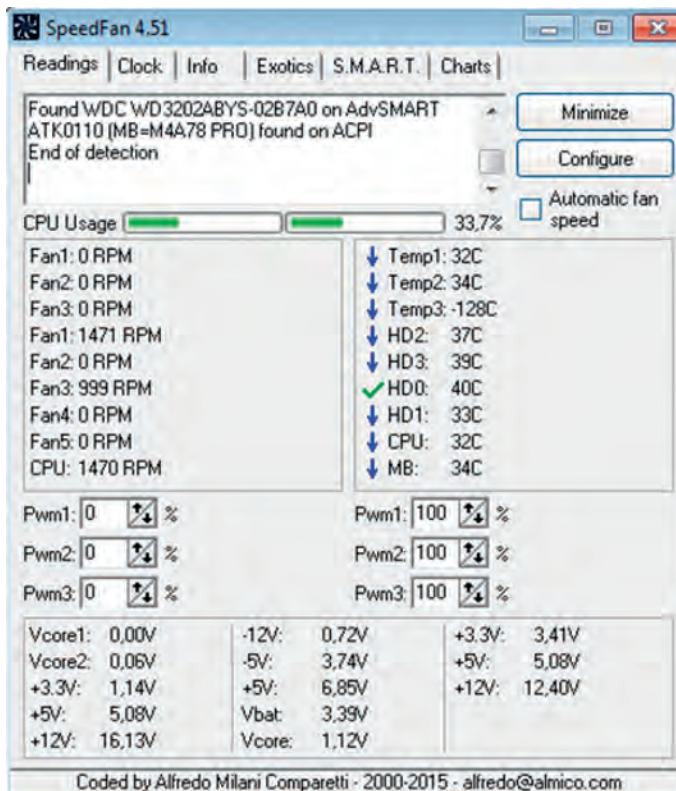 SpeedFan 4.51
Readings Clock Info Exotics S.M.A.R.T. Charts
Found WDC WD3202ABYS-02B7A0 on AdvSMART
ATK0110 (MB=M4A78 PRO) found on ACPI
End of detection
Minimize
Configure
Automatic fan
speed
CPU Usage 33,7%
Fan1: 0 RPM
Fan2: 0 RPM
Fan3: 0 RPM
Fan1: 1471 RPM
Fan2: 0 RPM
Fan3: 999 RPM
Fan4: 0 RPM
Fan5: 0 RPM
CPU: 1470 RPM
Temp1: 32C
Temp2: 34C
Temp3: -128C
HD2: 37C
HD3: 39C
HD0: 40C
HD1: 33C
CPU: 32C
MB: 34C
Pwm1: 0 %
Pwm2: 0 %
Pwm3: 0 %
Pwm1: 100 %
Pwm2: 100 %
Pwm3: 100 %
Vcore1: 0,00V
Vcore2: 0,06V
+3.3V: 1,14V
+5V: 5,08V
+12V: 16,13V
-12V: 0,72V
-5V: 3,74V
+5V: 6,85V
Vbat: 3,39V
Vcore: 1,12V
+3.3V: 3,41V
+5V: 5,08V
+12V: 12,40V
Coded by Alfredo Milani Comparetti - 2000-2015 - alfredo@almico.com